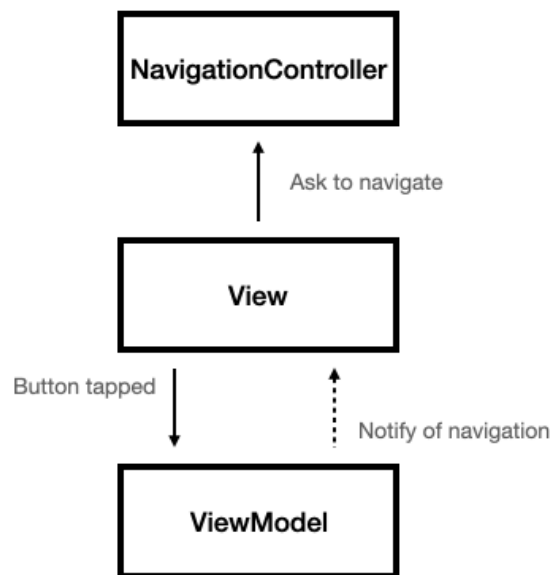 NavigationController
Ask to navigate
View
Button tapped
Notify of navigation
ViewModel